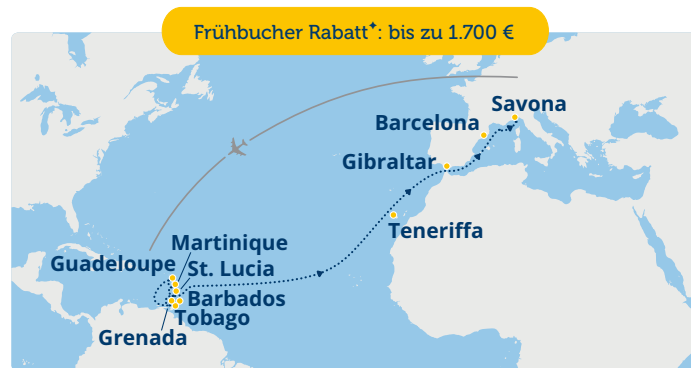 Frühbucher Rabatt✦: bis zu 1.700 €
Savona
Barcelona
Gibraltar
Teneriffa
Martinique
Guadeloupe
St. Lucia
Barbados
Tobago
Grenada